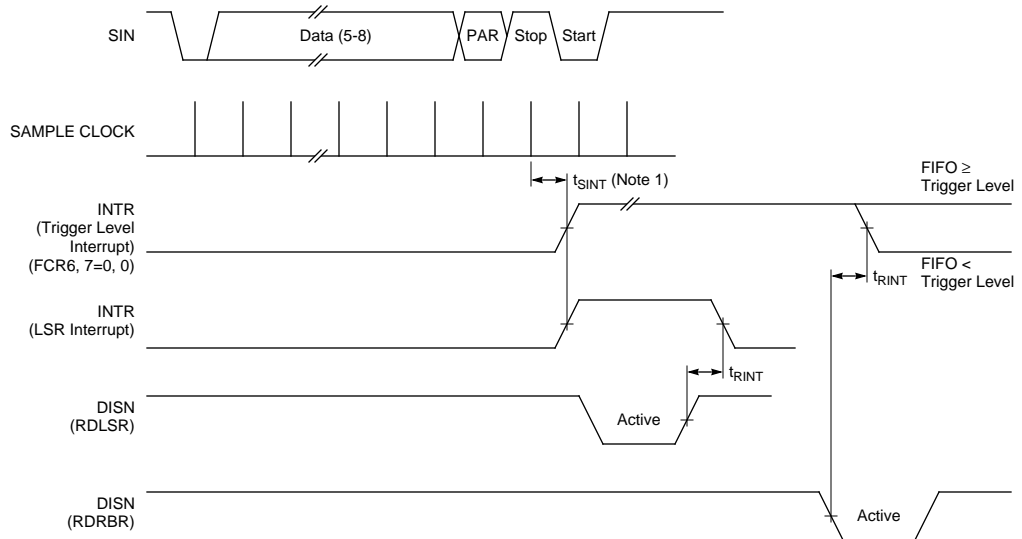 SIN
Data (5-8)
PAR
Stop
Start
SAMPLE CLOCK
tSINT (Note 1)
FIFO ≥
Trigger Level
INTR
(Trigger Level
Interrupt)
(FCR6, 7=0, 0)
FIFO <
Trigger Level
tRINT
INTR
(LSR Interrupt)
tRINT
DISN
(RDLSR)
Active
DISN
(RDRBR)
Active